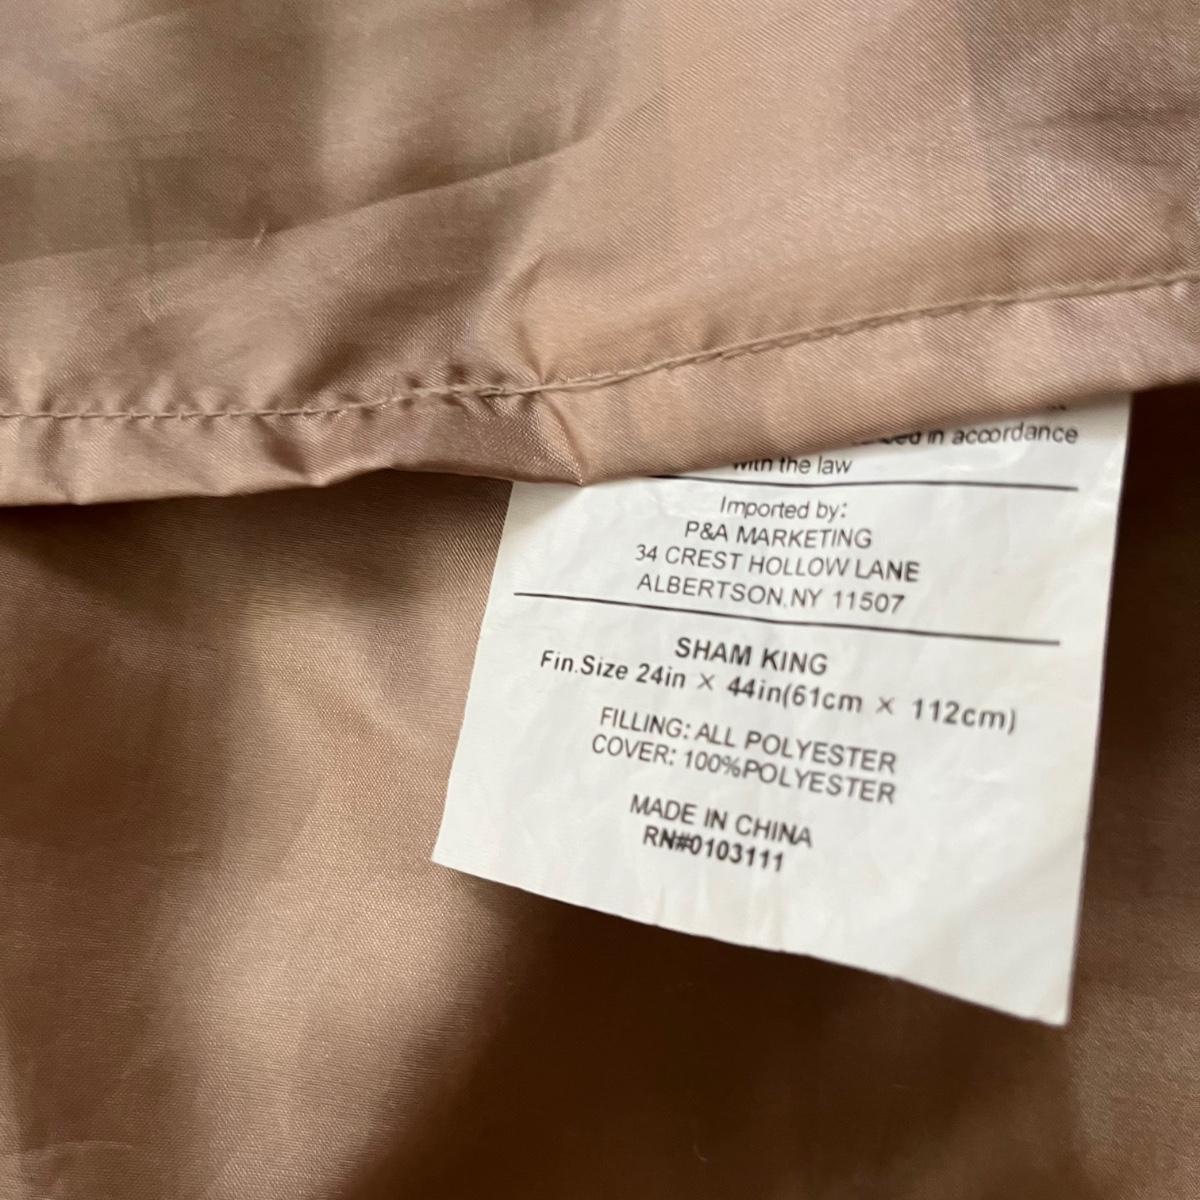 in accordance
with the law
Imported by:
P&A MARKETING
34 CREST HOLLOW LANE
ALBERTSON,NY 11507
SHAM KING
Fin.Size 24in × 44in(61cm × 112cm)
FILLING: ALL POLYESTER
COVER: 100%POLYESTER
MADE IN CHINA
RN#0103111